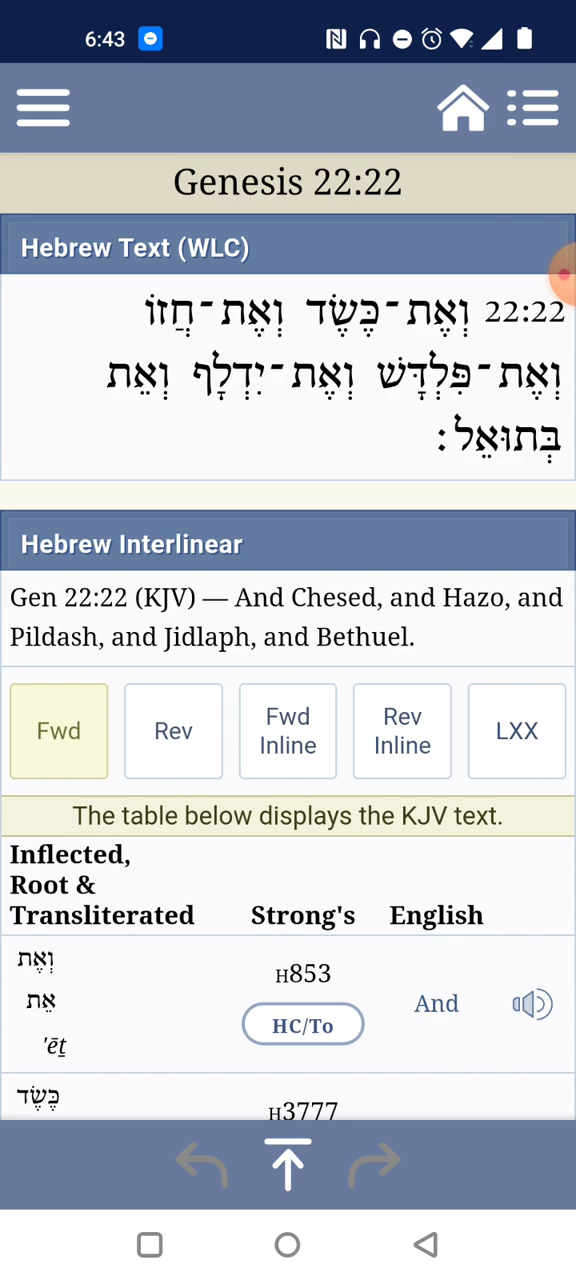 6:43
Genesis 22:22
Hebrew Text (WLC)
22:22 וְאֶת־כֶּשֶׂד וְאֶת־חֲזוֹ
וְאֶת־פִּלְדָּשׁ וְאֶת־יִדְלָף וְאֵת
בְּתוּאֵל׃
Hebrew Interlinear
Gen 22:22 (KJV) — And Chesed, and Hazo, and
Pildash, and Jidlaph, and Bethuel.
Fwd Rev Fwd Inline Rev Inline LXX
The table below displays the KJV text.
Inflected,
Root &
Transliterated Strong's English
וְאֶת
H853
אֵת
And
HC/To
'ēṯ
כֶּשֶׂד
H3777